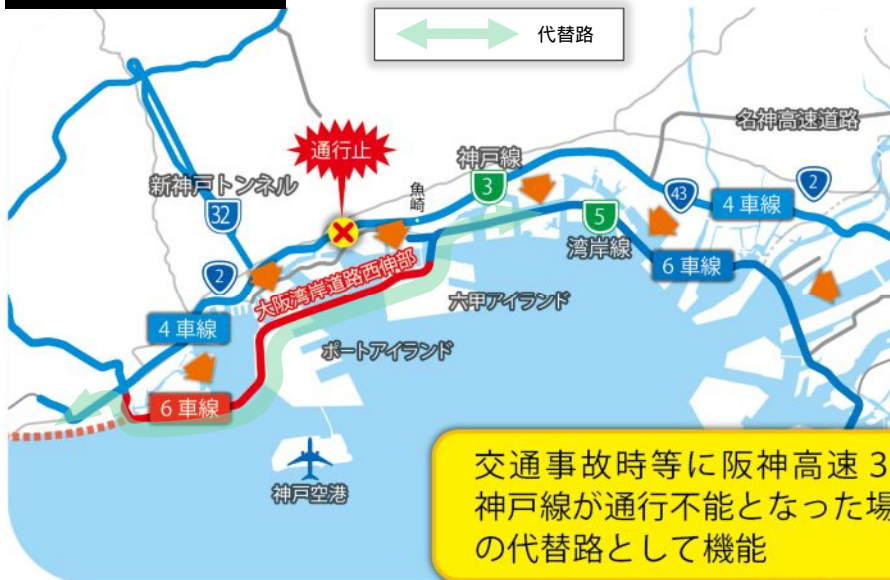 代替路
名神高速道路
通行止
神戸線
新神戸トンネル
魚崎
3
43
2
32
4 車線
5
湾岸線
6 車線
2
大阪湾岸道路西伸部
六甲アイランド
4 車線
ポートアイランド
6 車線
神戸空港
交通事故時等に阪神高速 3
神戸線が通行不能となった場
の代替路として機能